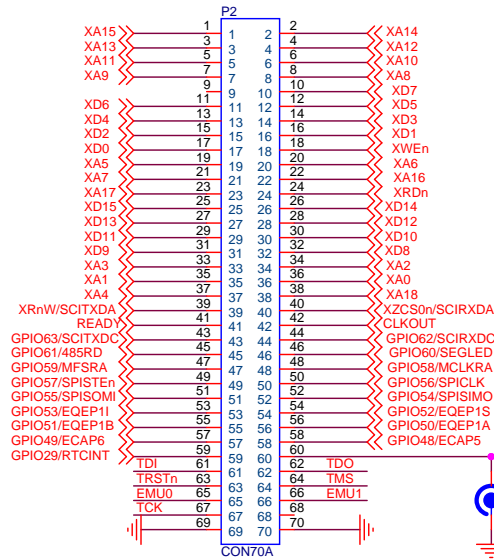 P2
XA15 1 1 2 2 XA14
XA13 3 3 4 4 XA12
XA11 5 5 6 6 XA10
XA9 7 7 8 8 XA8
9 9 10 10 XD7
XD6 11 11 12 12 XD5
XD4 13 13 14 14 XD3
XD2 15 15 16 16 XD1
XD0 17 17 18 18 XWEn
XA5 19 19 20 20 XA6
XA7 21 21 22 22 XA16
XA17 23 23 24 24 XRDn
XD15 25 25 26 26 XD14
XD13 27 27 28 28 XD12
XD11 29 29 30 30 XD10
XD9 31 31 32 32 XD8
XA3 33 33 34 34 XA2
XA1 35 35 36 36 XA0
XA4 37 37 38 38 XA18
XRnW/SCITXDA 39 39 40 40 XZCS0n/SCIRXDA
READY 41 41 42 42 CLKOUT
GPIO63/SCITXDC 43 43 44 44 GPIO62/SCIRXDC
GPIO61/485RD 45 45 46 46 GPIO60/SEGLED
GPIO59/MFSRA 47 47 48 48 GPIO58/MCLKRA
GPIO57/SPISTEn 49 49 50 50 GPIO56/SPICLK
GPIO55/SPISOMI 51 51 52 52 GPIO54/SPISIMO
GPIO53/EQEP1I 53 53 54 54 GPIO52/EQEP1S
GPIO51/EQEP1B 55 55 56 56 GPIO50/EQEP1A
GPIO49/ECAP6 57 57 58 58 GPIO48/ECAP5
GPIO29/RTCINT 59 59 60 60
TDI 61 61 62 62 TDO
TRSTn 63 63 64 64 TMS
EMU0 65 65 66 66 EMU1
TCK 67 67 68 68
69 69 70 70
CON70A